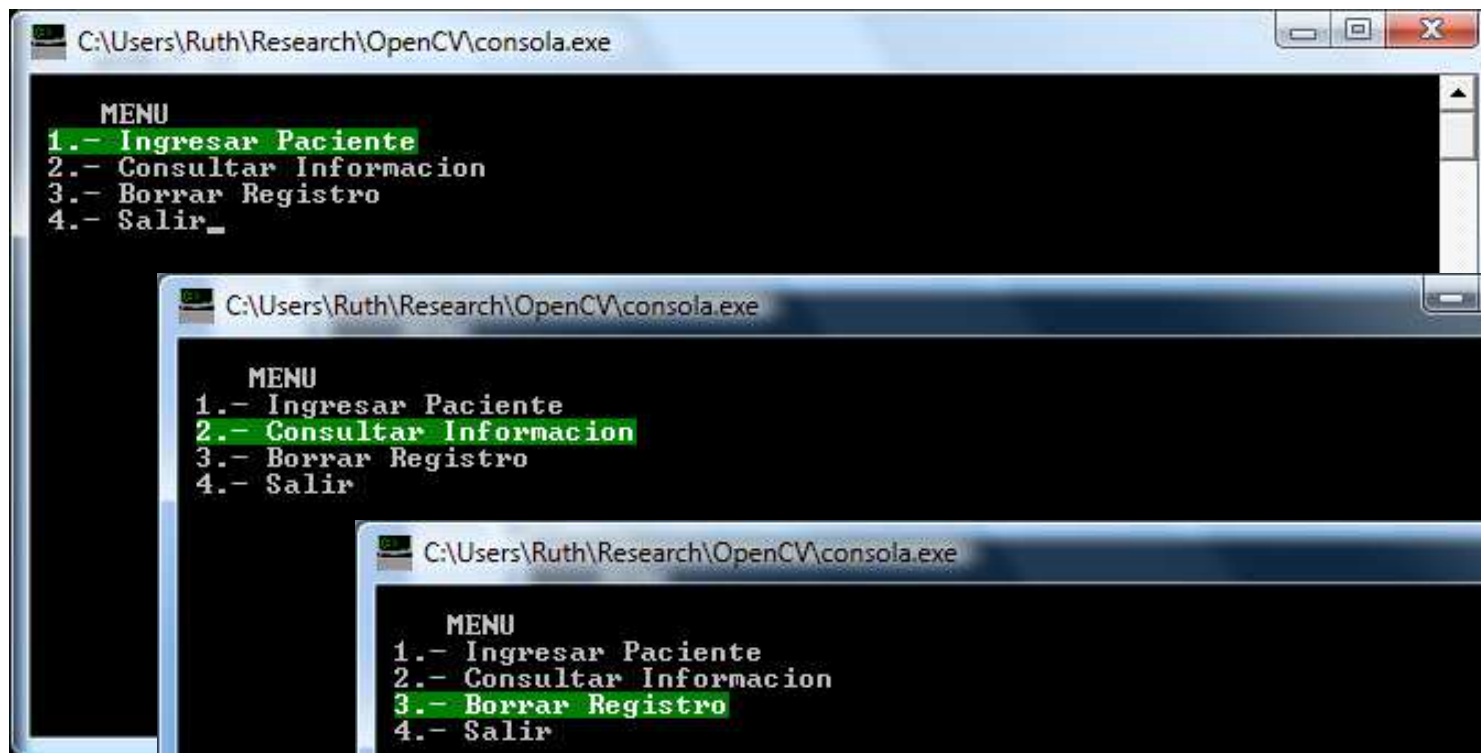 C:\Users\Ruth\Research\OpenCV\consola.exe
MENU
1.- Ingresar Paciente
2.- Consultar Informacion
3.- Borrar Registro
4.- Salir_
C:\Users\Ruth\Research\OpenCV\consola.exe
MENU
1.- Ingresar Paciente
2.- Consultar Informacion
3.- Borrar Registro
4.- Salir
C:\Users\Ruth\Research\OpenCV\consola.exe
MENU
1.- Ingresar Paciente
2.- Consultar Informacion
3.- Borrar Registro
4.- Salir